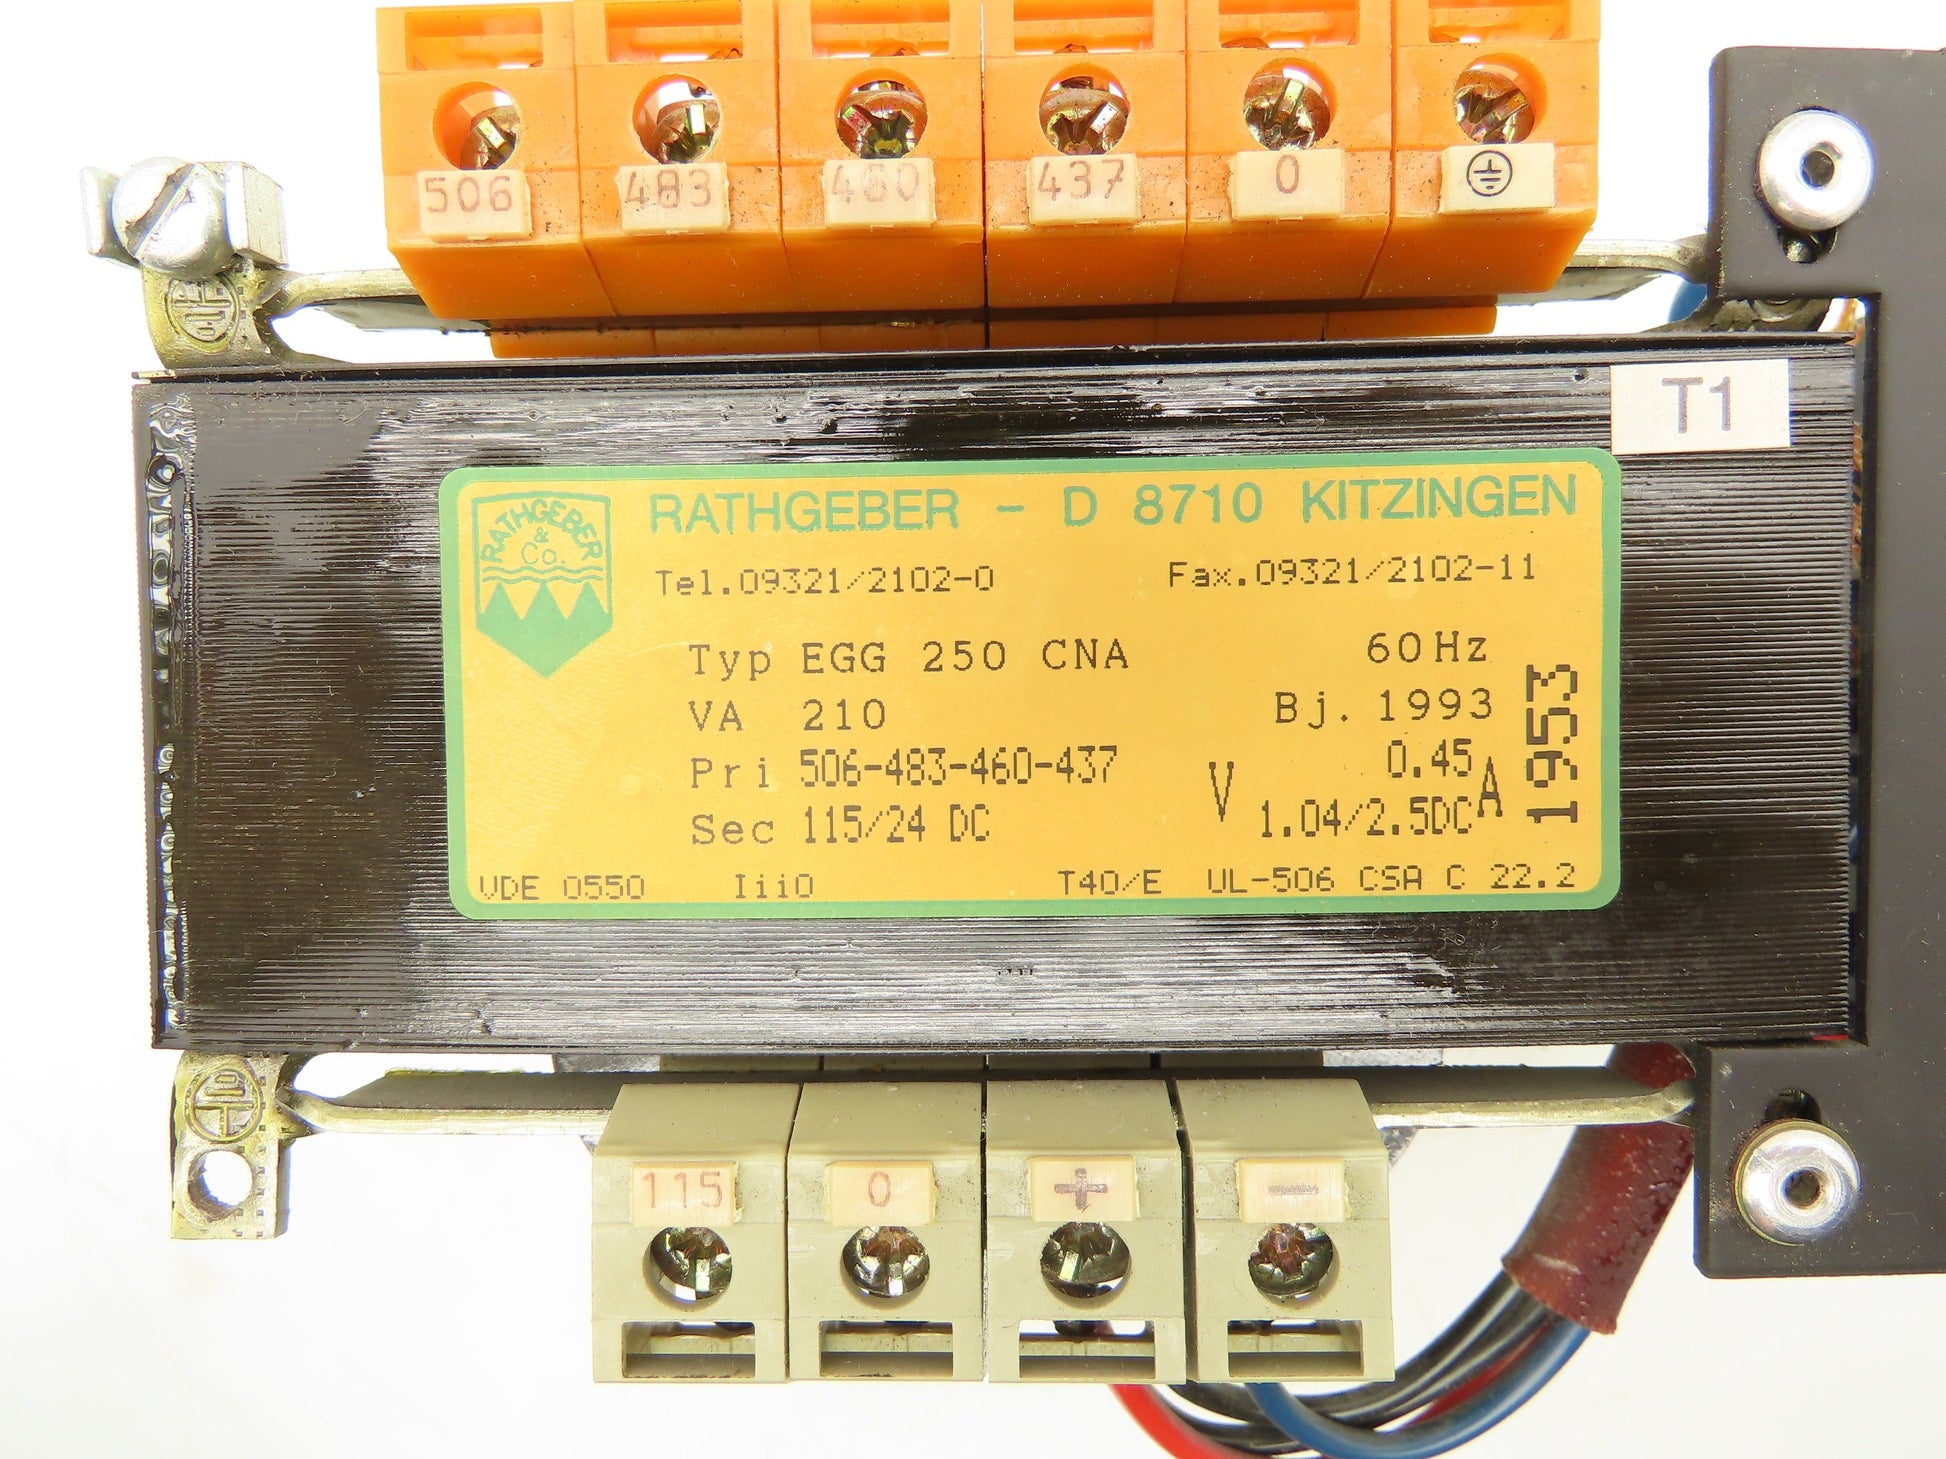 506 483 460 437 0
T1
RATHGEBER & Co.
RATHGEBER - D 8710 KITZINGEN
Tel.09321/2102-0 Fax.09321/2102-11
Typ EGG 250 CNA 60Hz
VA 210 Bj. 1993
Pri 506-483-460-437 V 0.45 A
Sec 115/24 DC 1.04/2.5DC
1953
VDE 0550 Iii0 T40/E UL-506 CSA C 22.2
115 0 + -